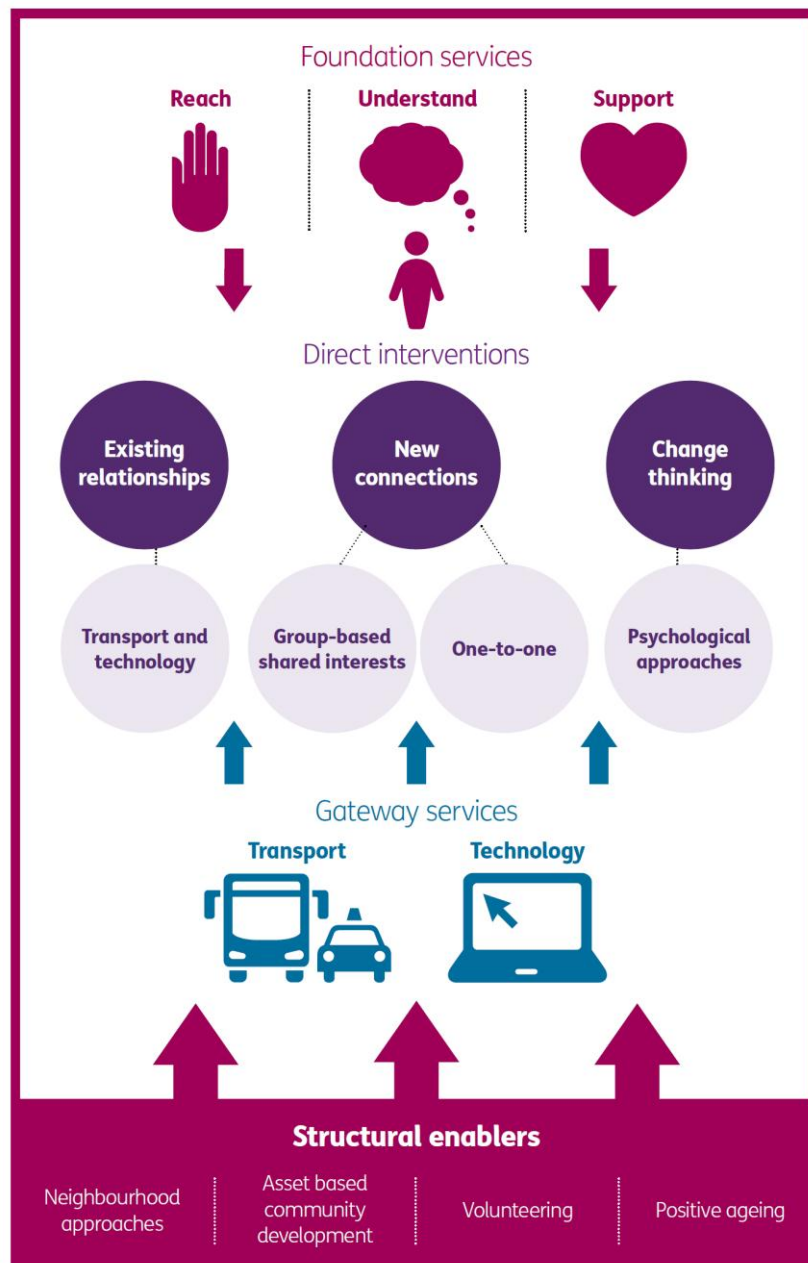 Foundation services
Reach
Understand
Support
Direct interventions
Existing
relationships
New
connections
Change
thinking
Transport and
technology
Group-based
shared interests
One-to-one
Psychological
approaches
Gateway services
Transport
Technology
Structural enablers
Neighbourhood
approaches
Asset based
community
development
Volunteering
Positive ageing